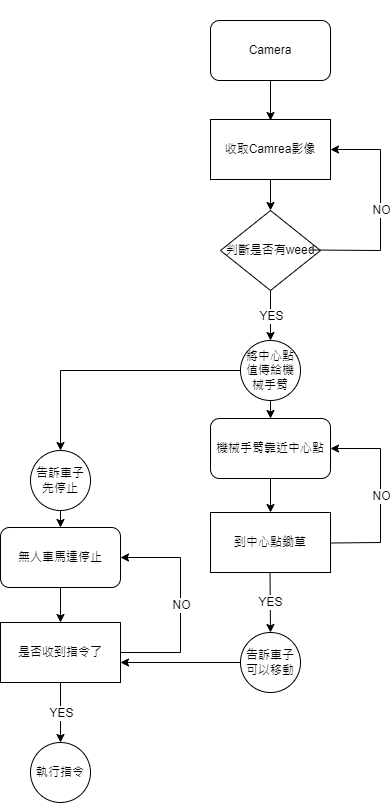 Camera
收取Camrea影像
NO
判斷是否有weed
YES
將中心點
值傳給機
械手臂
機械手臂靠近中心點
告訴車子
先停止
NO
到中心點鋤草
無人車馬達停止
NO
YES
是否收到指令了
告訴車子
可以移動
YES
執行指令